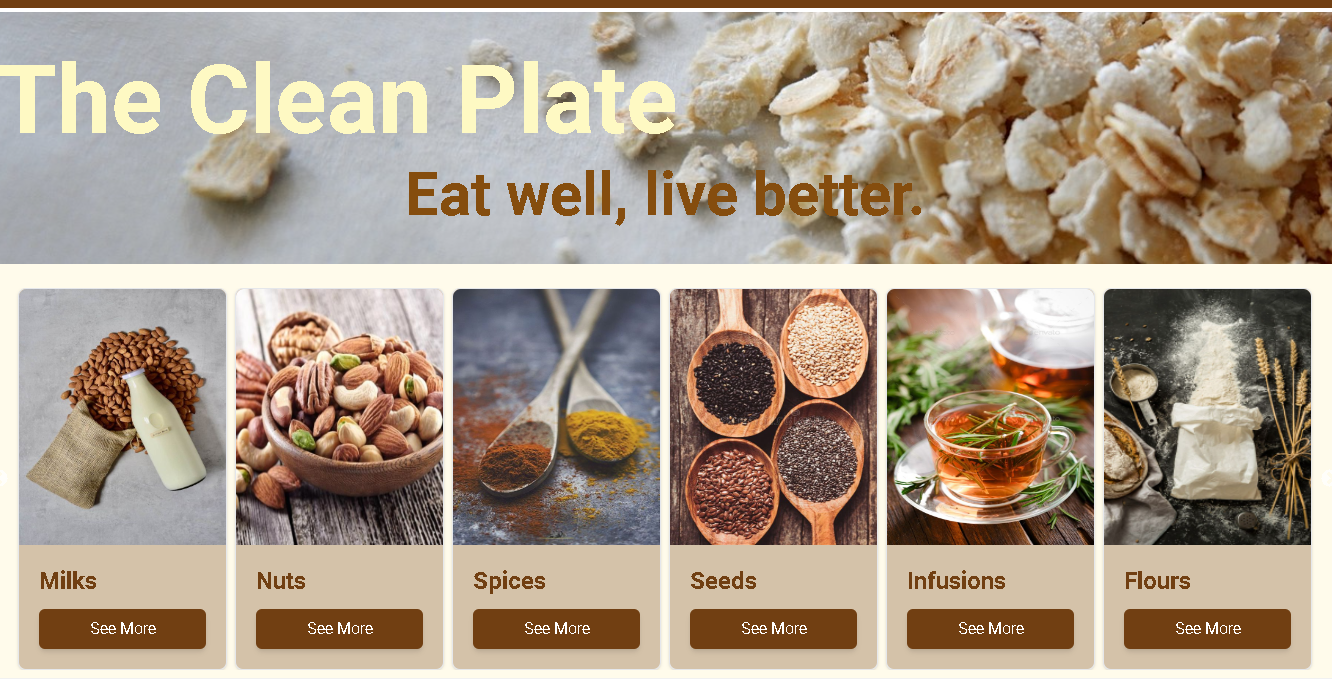 The Clean Plate
Eat well, live better.
Milks
Nuts
Spices
Seeds
Infusions
Flours
See More
See More
See More
See More
See More
See More